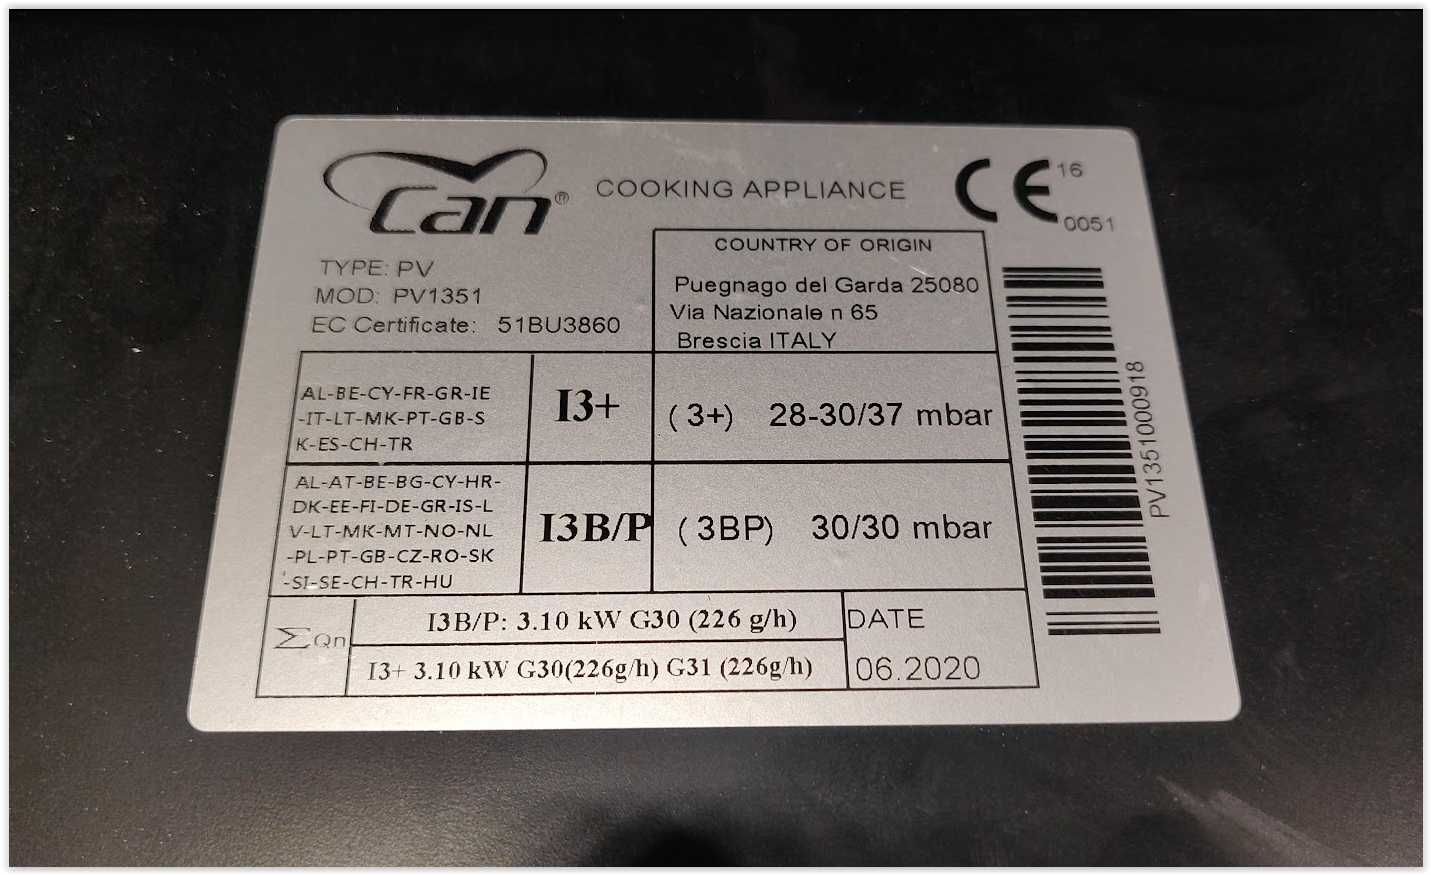 Can® COOKING APPLIANCE CE 16
0051
TYPE: PV
MOD: PV1351
EC Certificate: 51BU3860
COUNTRY OF ORIGIN
Puegnago del Garda 25080
Via Nazionale n 65
Brescia ITALY
AL-BE-CY-FR-GR-IE
-IT-LT-MK-PT-GB-S
K-ES-CH-TR
I3+
(3+) 28-30/37 mbar
AL-AT-BE-BG-CY-HR-
DK-EE-FI-DE-GR-IS-L
V-LT-MK-MT-NO-NL
-PL-PT-GB-CZ-RO-SK
-SI-SE-CH-TR-HU
I3B/P
(3BP) 30/30 mbar
ΣQn
I3B/P: 3.10 kW G30 (226 g/h)
I3+ 3.10 kW G30(226g/h) G31 (226g/h)
DATE
06.2020
PV1351000918